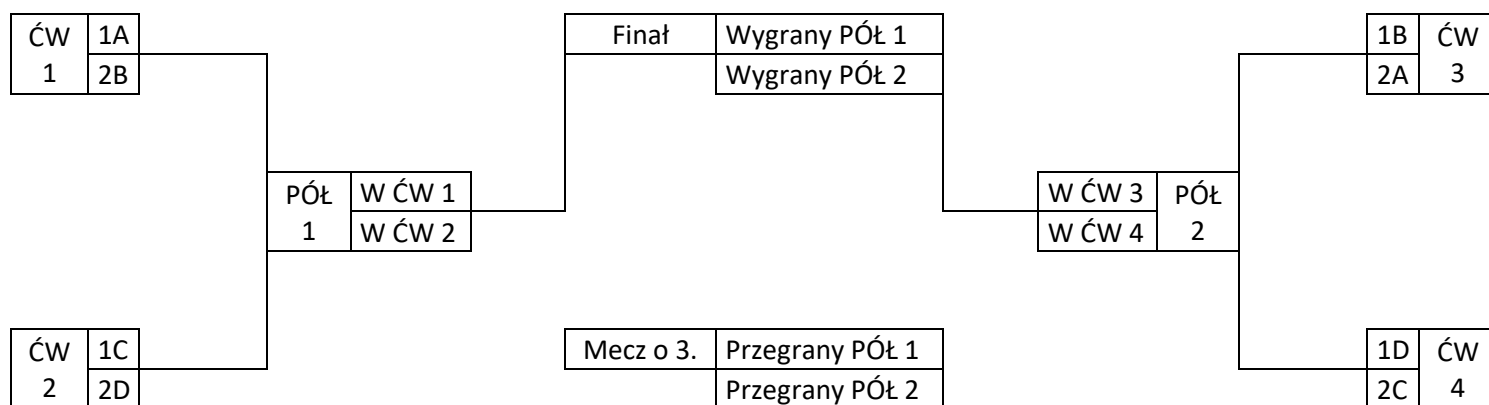 ĆW 1A
1 2B
Finał Wygrany PÓŁ 1
Wygrany PÓŁ 2
1B ĆW
2A 3
PÓŁ W ĆW 1
1 W ĆW 2
W ĆW 3 PÓŁ
W ĆW 4 2
ĆW 1C
2 2D
Mecz o 3. Przegrany PÓŁ 1
Przegrany PÓŁ 2
1D ĆW
2C 4